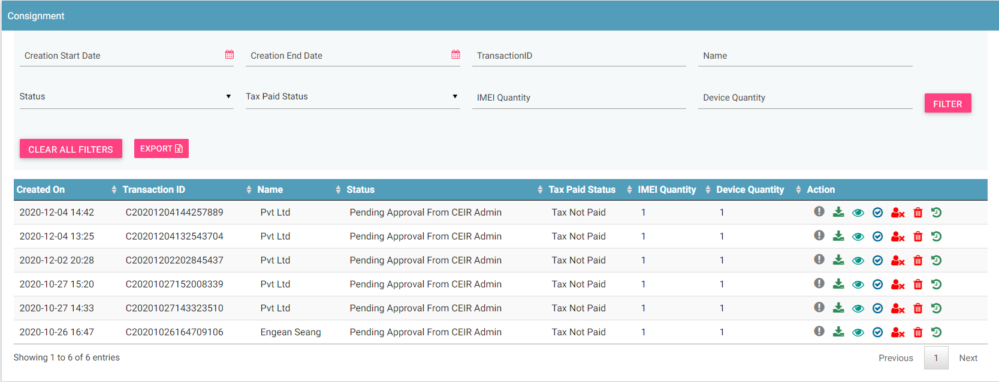 Consignment
Creation Start Date Creation End Date TransactionID Name
Status Tax Paid Status IMEI Quantity Device Quantity FILTER
CLEAR ALL FILTERS EXPORT
Created On Transaction ID Name Status Tax Paid Status IMEI Quantity Device Quantity Action
2020-12-04 14:42 C20201204144257889 Pvt Ltd Pending Approval From CEIR Admin Tax Not Paid 1 1
2020-12-04 13:25 C20201204132543704 Pvt Ltd Pending Approval From CEIR Admin Tax Not Paid 1 1
2020-12-02 20:28 C20201202202845437 Pvt Ltd Pending Approval From CEIR Admin Tax Not Paid 1 1
2020-10-27 15:20 C20201027152008339 Pvt Ltd Pending Approval From CEIR Admin Tax Not Paid 1 1
2020-10-27 14:33 C20201027143323510 Pvt Ltd Pending Approval From CEIR Admin Tax Not Paid 1 1
2020-10-26 16:47 C20201026164709106 Engean Seang Pending Approval From CEIR Admin Tax Not Paid 1 1
Showing 1 to 6 of 6 entries Previous 1 Next